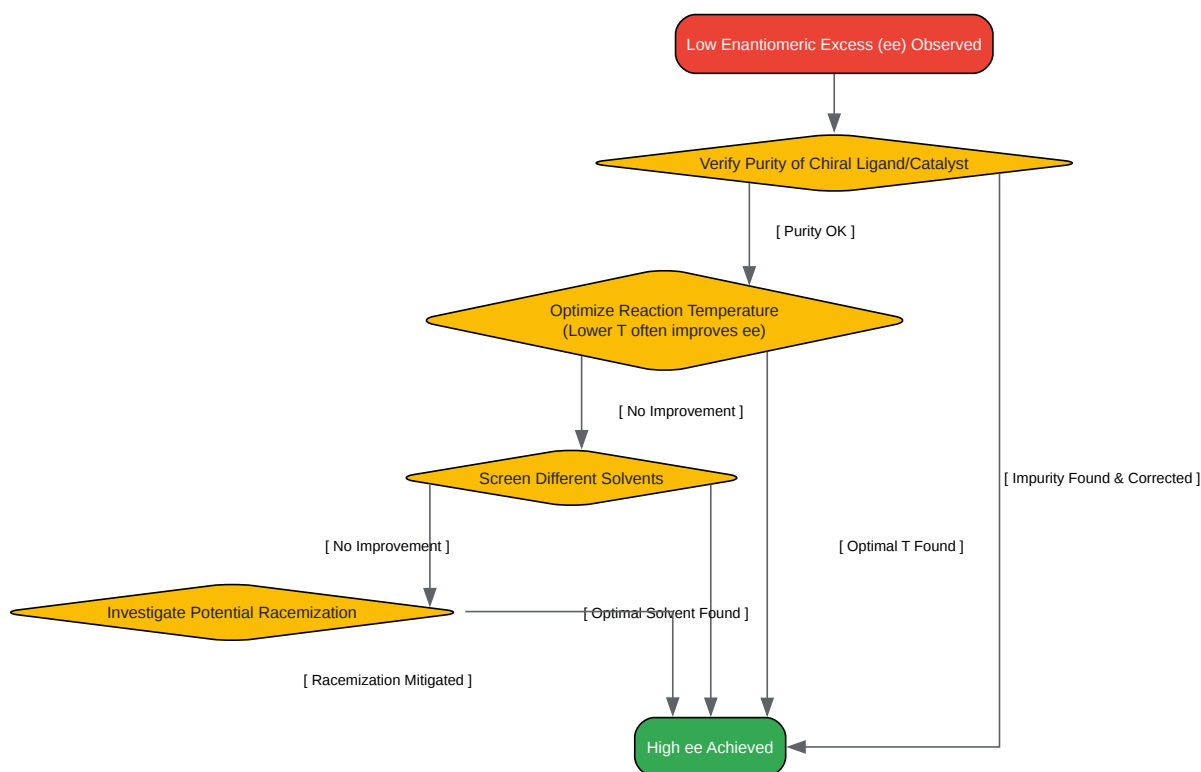 Low Enantiomeric Excess (ee) Observed
Verify Purity of Chiral Ligand/Catalyst
[ Purity OK ]
Optimize Reaction Temperature
(Lower T often improves ee)
[ No Improvement ]
Screen Different Solvents
[ Impurity Found & Corrected ]
[ No Improvement ]
[ Optimal T Found ]
Investigate Potential Racemization
[ Optimal Solvent Found ]
[ Racemization Mitigated ]
High ee Achieved